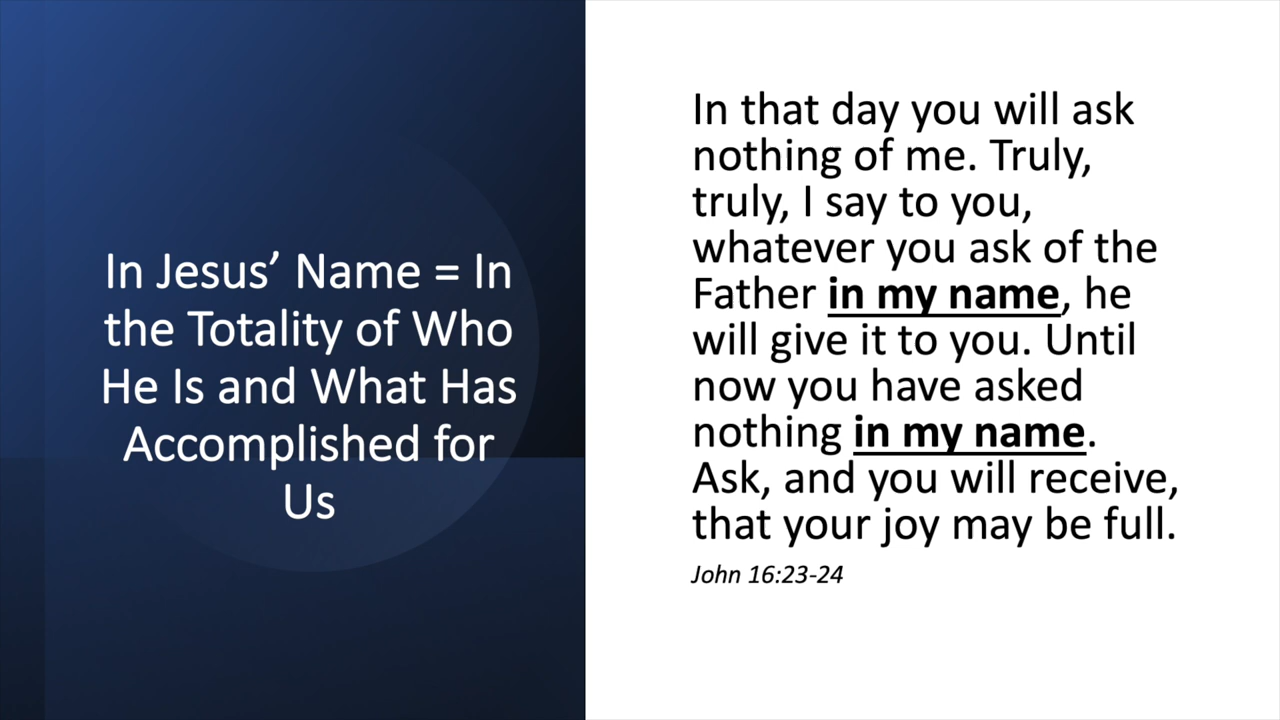 In Jesus’ Name = In
the Totality of Who
He Is and What Has
Accomplished for
Us
In that day you will ask
nothing of me. Truly,
truly, I say to you,
whatever you ask of the
Father in my name, he
will give it to you. Until
now you have asked
nothing in my name.
Ask, and you will receive,
that your joy may be full.
John 16:23-24